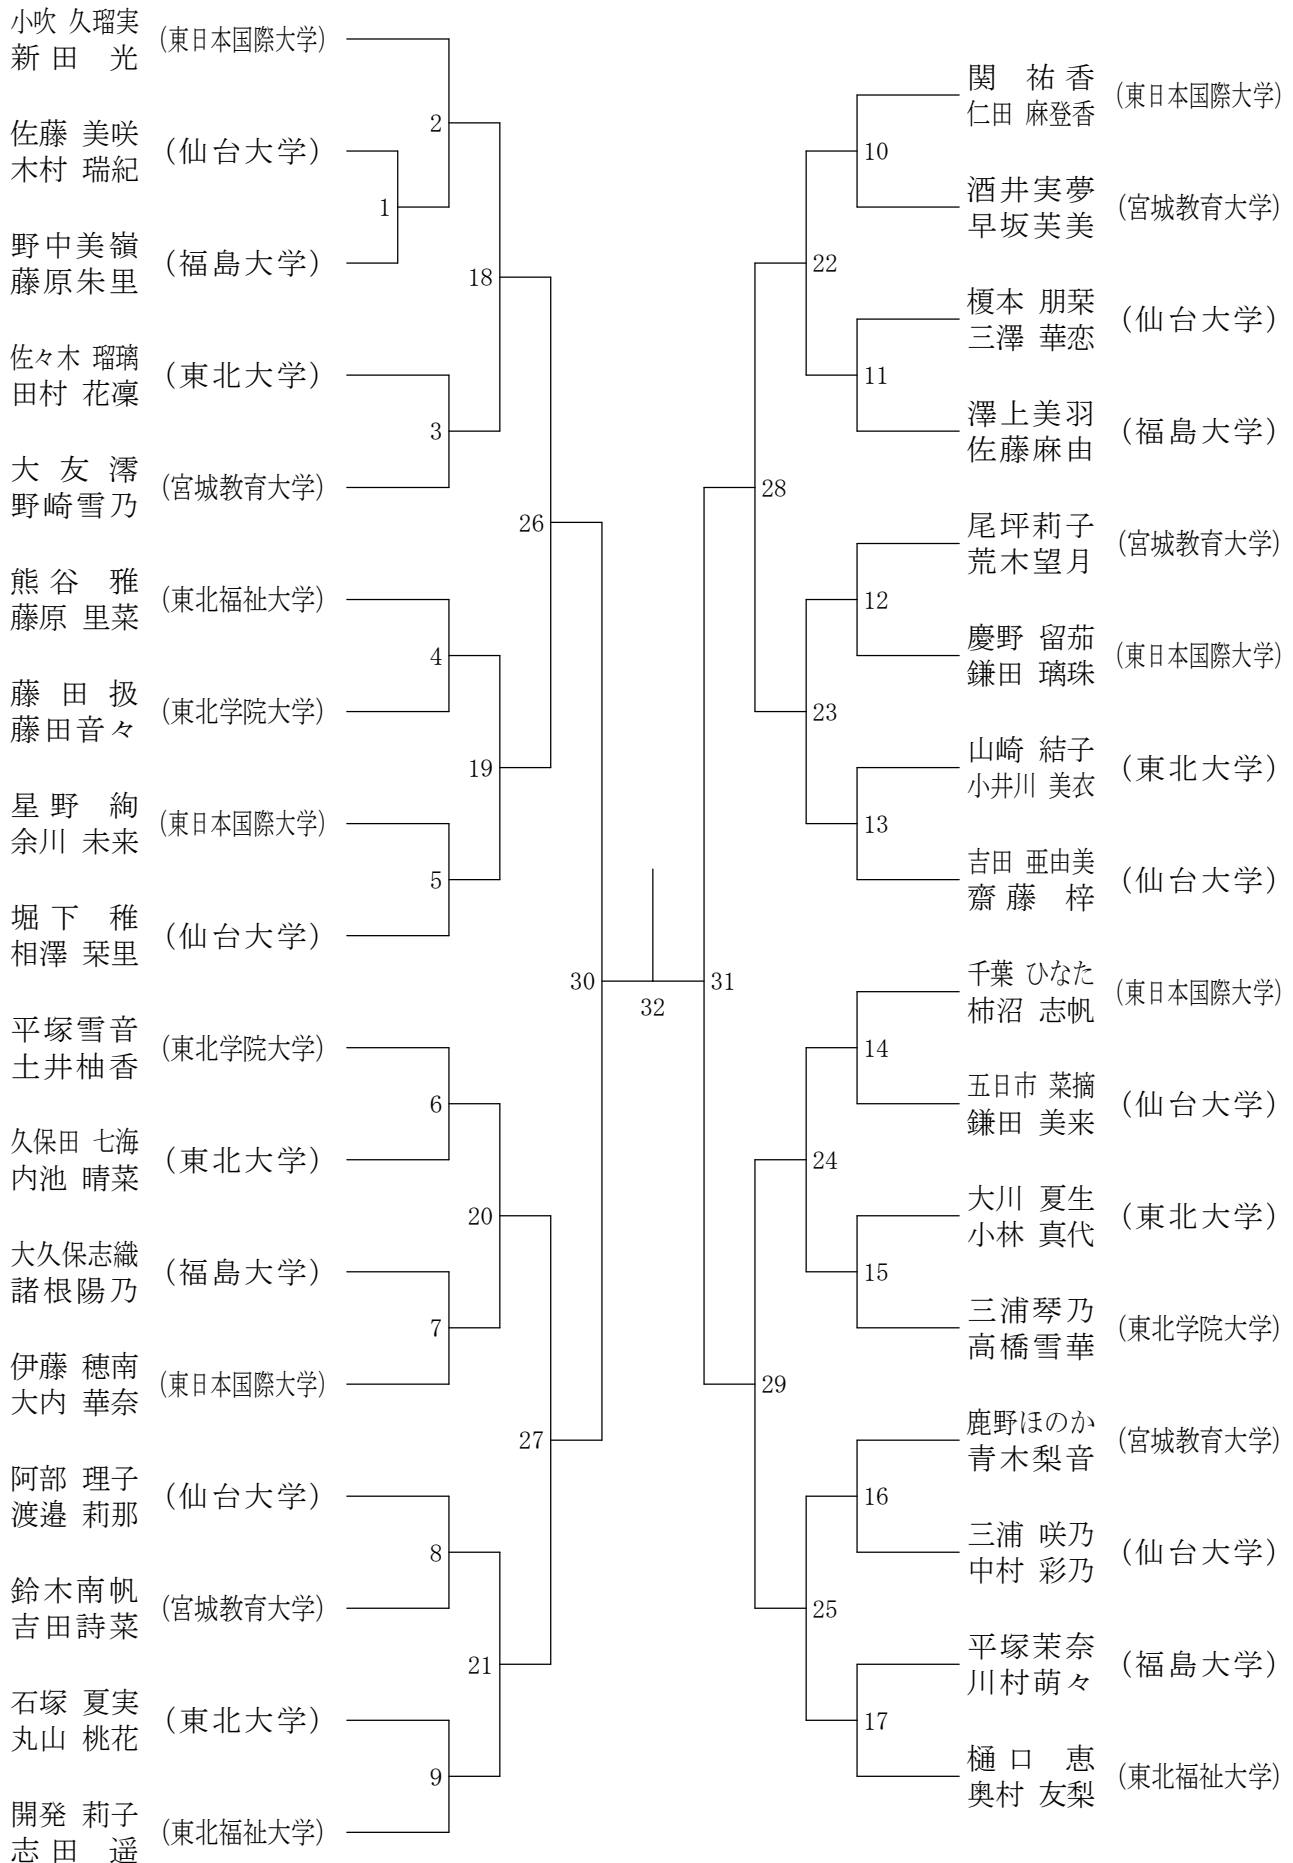 小吹 久瑠実
新田 光
(東日本国際大学)
佐藤 美咲
木村 瑞紀
(仙台大学)
野中美嶺
藤原朱里
(福島大学)
佐々木 瑠璃
田村 花凜
(東北大学)
大友澪
野崎雪乃
(宮城教育大学)
熊谷 雅
藤原 里菜
(東北福祉大学)
藤田扱
藤田音々
(東北学院大学)
星野 絢
余川 未来
(東日本国際大学)
堀下 稚
相澤 栞里
(仙台大学)
平塚雪音
土井柚香
(東北学院大学)
久保田 七海
内池 晴菜
(東北大学)
大久保志織
諸根陽乃
(福島大学)
伊藤 穂南
大内 華奈
(東日本国際大学)
阿部 理子
渡邉 莉那
(仙台大学)
鈴木南帆
吉田詩菜
(宮城教育大学)
石塚 夏実
丸山 桃花
(東北大学)
開発 莉子
志田 遥
(東北福祉大学)
1
2
3
4
5
6
7
8
9
18
19
20
21
26
27
30
32
31
28
29
22
23
24
25
10
11
12
13
14
15
16
17
関 祐香
仁田 麻登香
(東日本国際大学)
酒井実夢
早坂芙美
(宮城教育大学)
榎本 朋栞
三澤 華恋
(仙台大学)
澤上美羽
佐藤麻由
(福島大学)
尾坪莉子
荒木望月
(宮城教育大学)
慶野 留茄
鎌田 璃珠
(東日本国際大学)
山崎 結子
小井川 美衣
(東北大学)
吉田 亜由美
齋藤 梓
(仙台大学)
千葉 ひなた
柿沼 志帆
(東日本国際大学)
五日市 菜摘
鎌田 美来
(仙台大学)
大川 夏生
小林 真代
(東北大学)
三浦琴乃
高橋雪華
(東北学院大学)
鹿野ほのか
青木梨音
(宮城教育大学)
三浦 咲乃
中村 彩乃
(仙台大学)
平塚茉奈
川村萌々
(福島大学)
樋口 恵
奥村 友梨
(東北福祉大学)